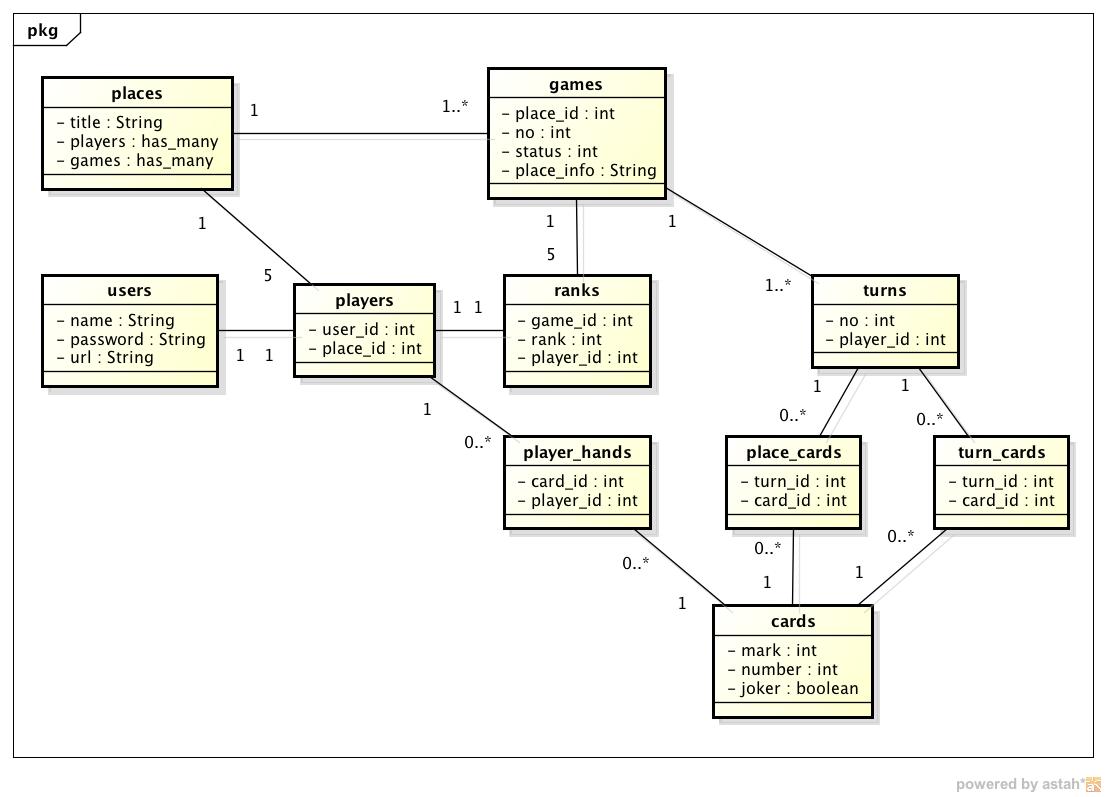 pkg
places
- title : String
- players : has_many
- games : has_many
1
1..*
games
- place_id : int
- no : int
- status : int
- place_info : String
1
5
1
5
1
1..*
users
- name : String
- password : String
- url : String
1 1
players
- user_id : int
- place_id : int
1 1
ranks
- game_id : int
- rank : int
- player_id : int
turns
- no : int
- player_id : int
1
0..*
1
0..*
1
0..*
player_hands
- card_id : int
- player_id : int
place_cards
- turn_id : int
- card_id : int
turn_cards
- turn_id : int
- card_id : int
0..*
1
0..*
1
0..*
1
cards
- mark : int
- number : int
- joker : boolean
powered by astah*